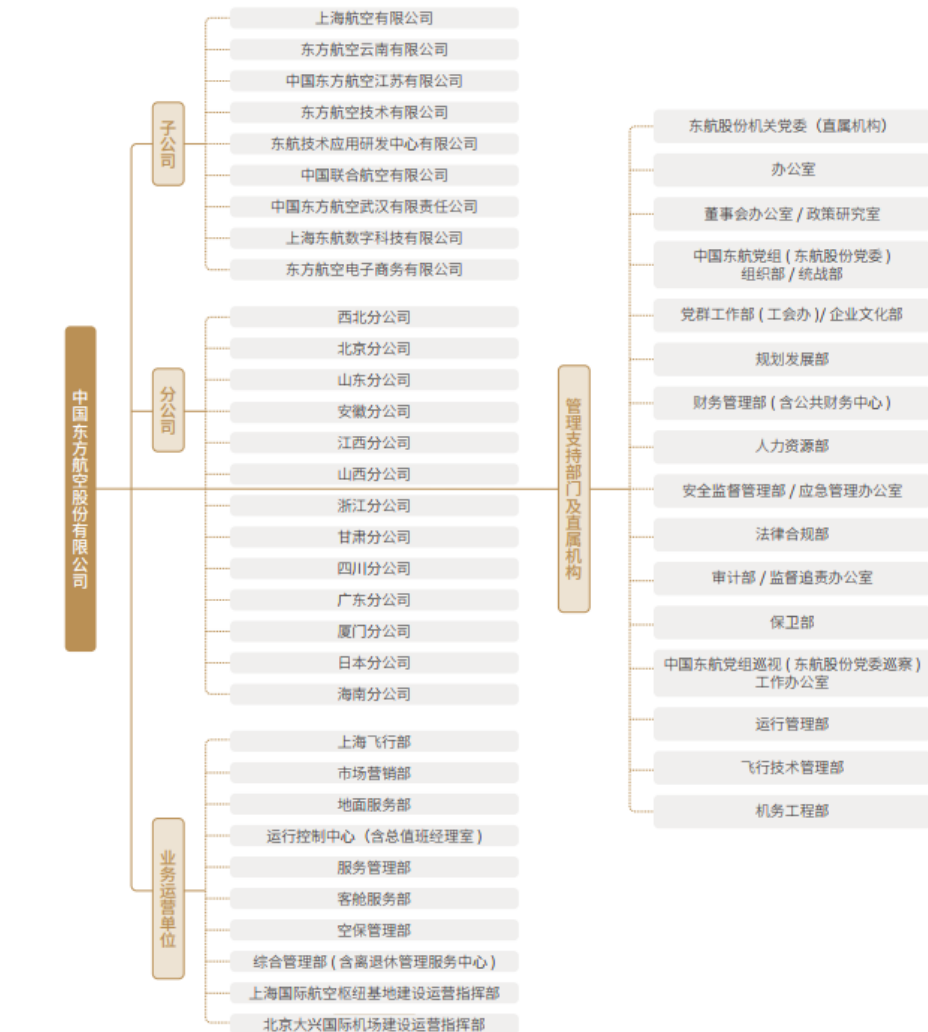 中国东方航空股份有限公司
子公司
上海航空有限公司
东方航空云南有限公司
中国东方航空江苏有限公司
东方航空技术有限公司
东航技术应用研发中心有限公司
中国联合航空有限公司
中国东方航空武汉有限责任公司
上海东航数字科技有限公司
东方航空电子商务有限公司
分公司
西北分公司
北京分公司
山东分公司
安徽分公司
江西分公司
山西分公司
浙江分公司
甘肃分公司
四川分公司
广东分公司
厦门分公司
日本分公司
海南分公司
业务运营单位
上海飞行部
市场营销部
地面服务部
运行控制中心（含总值班经理室 )
服务管理部
客舱服务部
空保管理部
综合管理部 ( 含离退休管理服务中心 )
上海国际航空枢纽基地建设运营指挥部
北京大兴国际机场建设运营指挥部
管理支持部门及直属机构
东航股份机关党委（直属机构）
办公室
董事会办公室 / 政策研究室
中国东航党组 ( 东航股份党委 )
组织部 / 统战部
党群工作部 ( 工会办 )/ 企业文化部
规划发展部
财务管理部 ( 含公共财务中心 )
人力资源部
安全监督管理部 / 应急管理办公室
法律合规部
审计部 / 监督追责办公室
保卫部
中国东航党组巡视 ( 东航股份党委巡察 )
工作办公室
运行管理部
飞行技术管理部
机务工程部